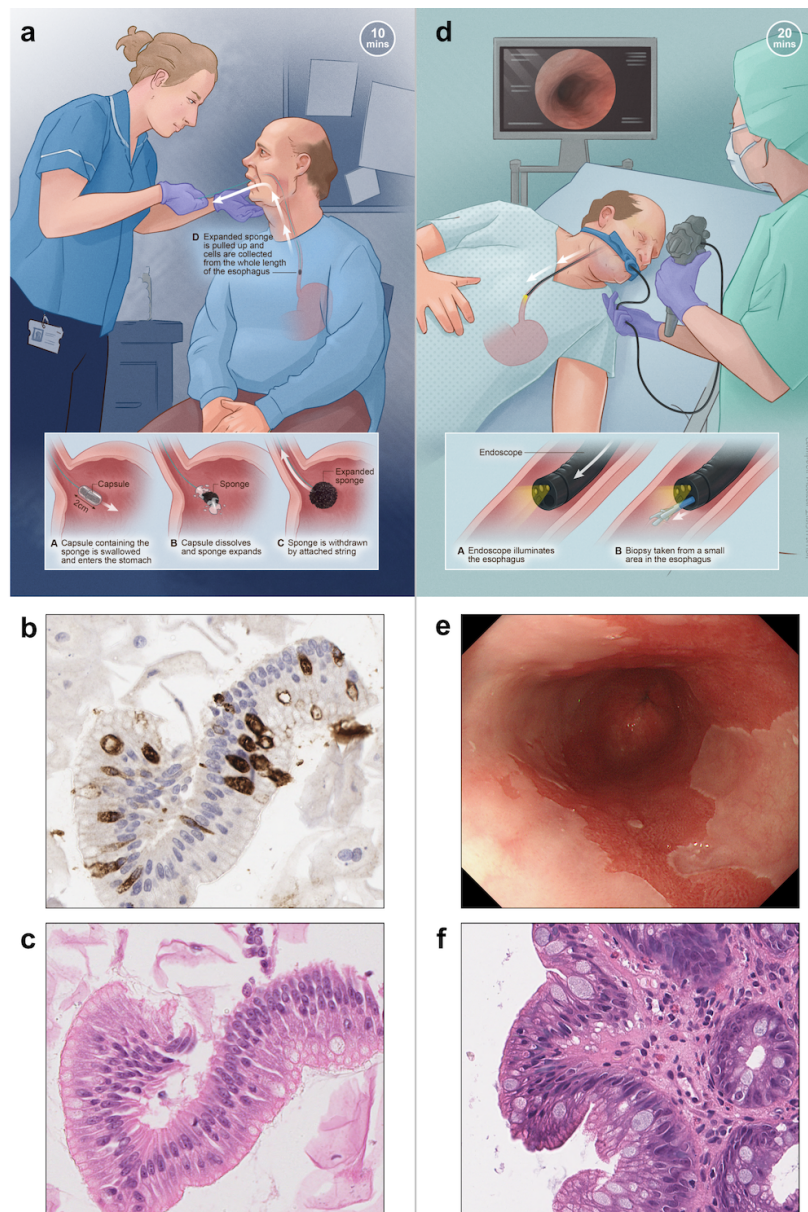 a
10
mins
D Expanded sponge
is pulled up and
cells are collected
from the whole length
of the esophagus
Capsule
2cm
Sponge
Expanded
sponge
A Capsule containing the
sponge is swallowed
and enters the stomach
B Capsule dissolves
and sponge expands
C Sponge is withdrawn
by attached string
d
20
mins
Endoscope
A Endoscope illuminates
the esophagus
B Biopsy taken from a small
area in the esophagus
b
e
c
f